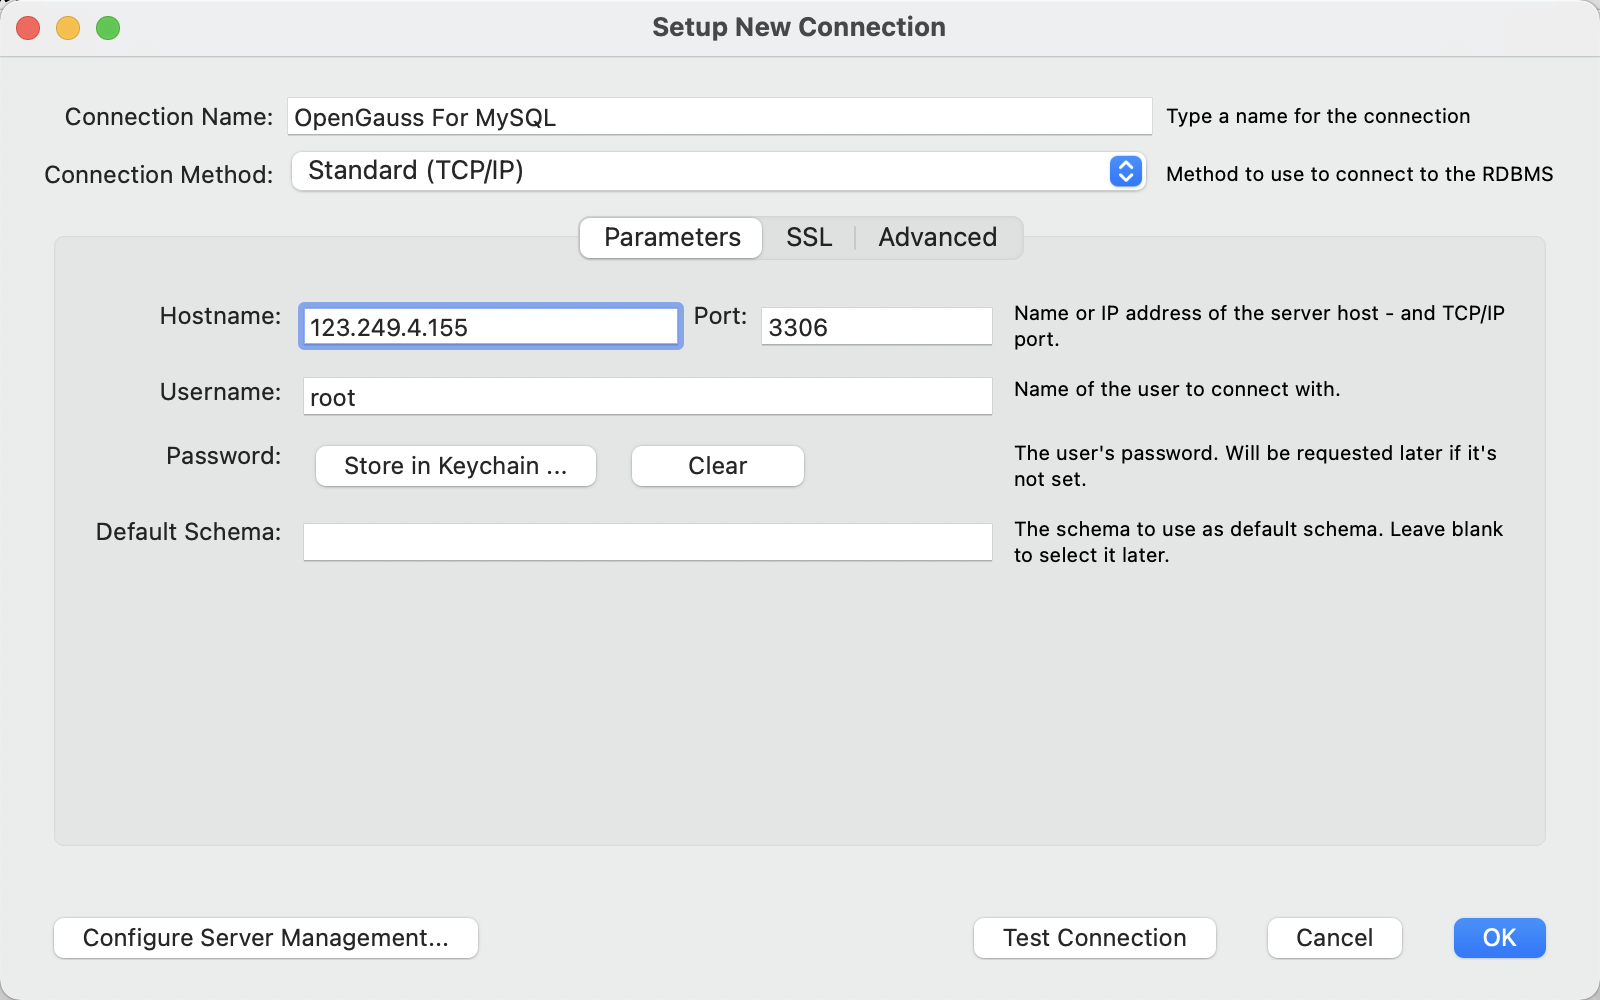 Setup New Connection
Connection Name: OpenGauss For MySQL Type a name for the connection
Connection Method: Standard (TCP/IP) Method to use to connect to the RDBMS
Parameters SSL Advanced
Hostname: 123.249.4.155 Port: 3306 Name or IP address of the server host - and TCP/IP
port.
Username: root Name of the user to connect with.
Password: Store in Keychain ... Clear The user's password. Will be requested later if it's
not set.
Default Schema: The schema to use as default schema. Leave blank
to select it later.
Configure Server Management... Test Connection Cancel OK